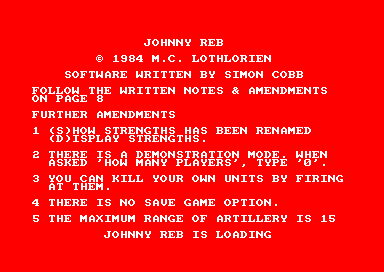 JOHNNY REB
© 1984 M.C. LOTHLORIEN
SOFTWARE WRITTEN BY SIMON COBB
FOLLOW THE WRITTEN NOTES & AMENDMENTS
ON PAGE 8
FURTHER AMENDMENTS
1 (S)HOW STRENGTHS HAS BEEN RENAMED
(D)ISPLAY STRENGTHS.
2 THERE IS A DEMONSTRATION MODE. WHEN
ASKED 'HOW MANY PLAYERS', TYPE '0'.
3 YOU CAN KILL YOUR OWN UNITS BY FIRING
AT THEM.
4 THERE IS NO SAVE GAME OPTION.
5 THE MAXIMUM RANGE OF ARTILLERY IS 15
JOHNNY REB IS LOADING